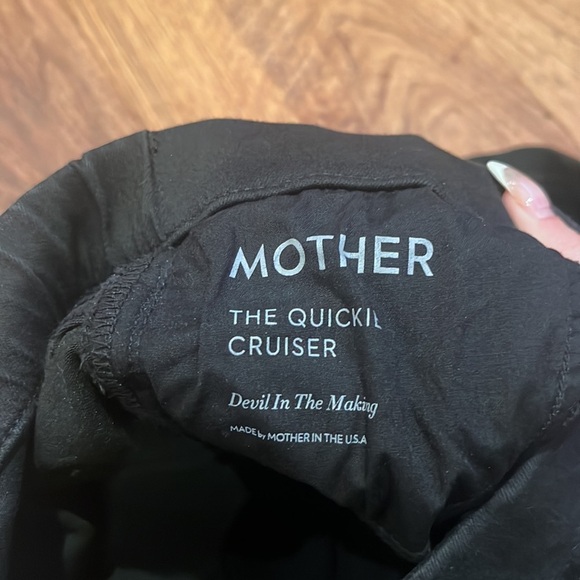 MOTHER
THE QUICKIE
CRUISER
Devil In The Making
MADE by MOTHER IN THE U.S.A